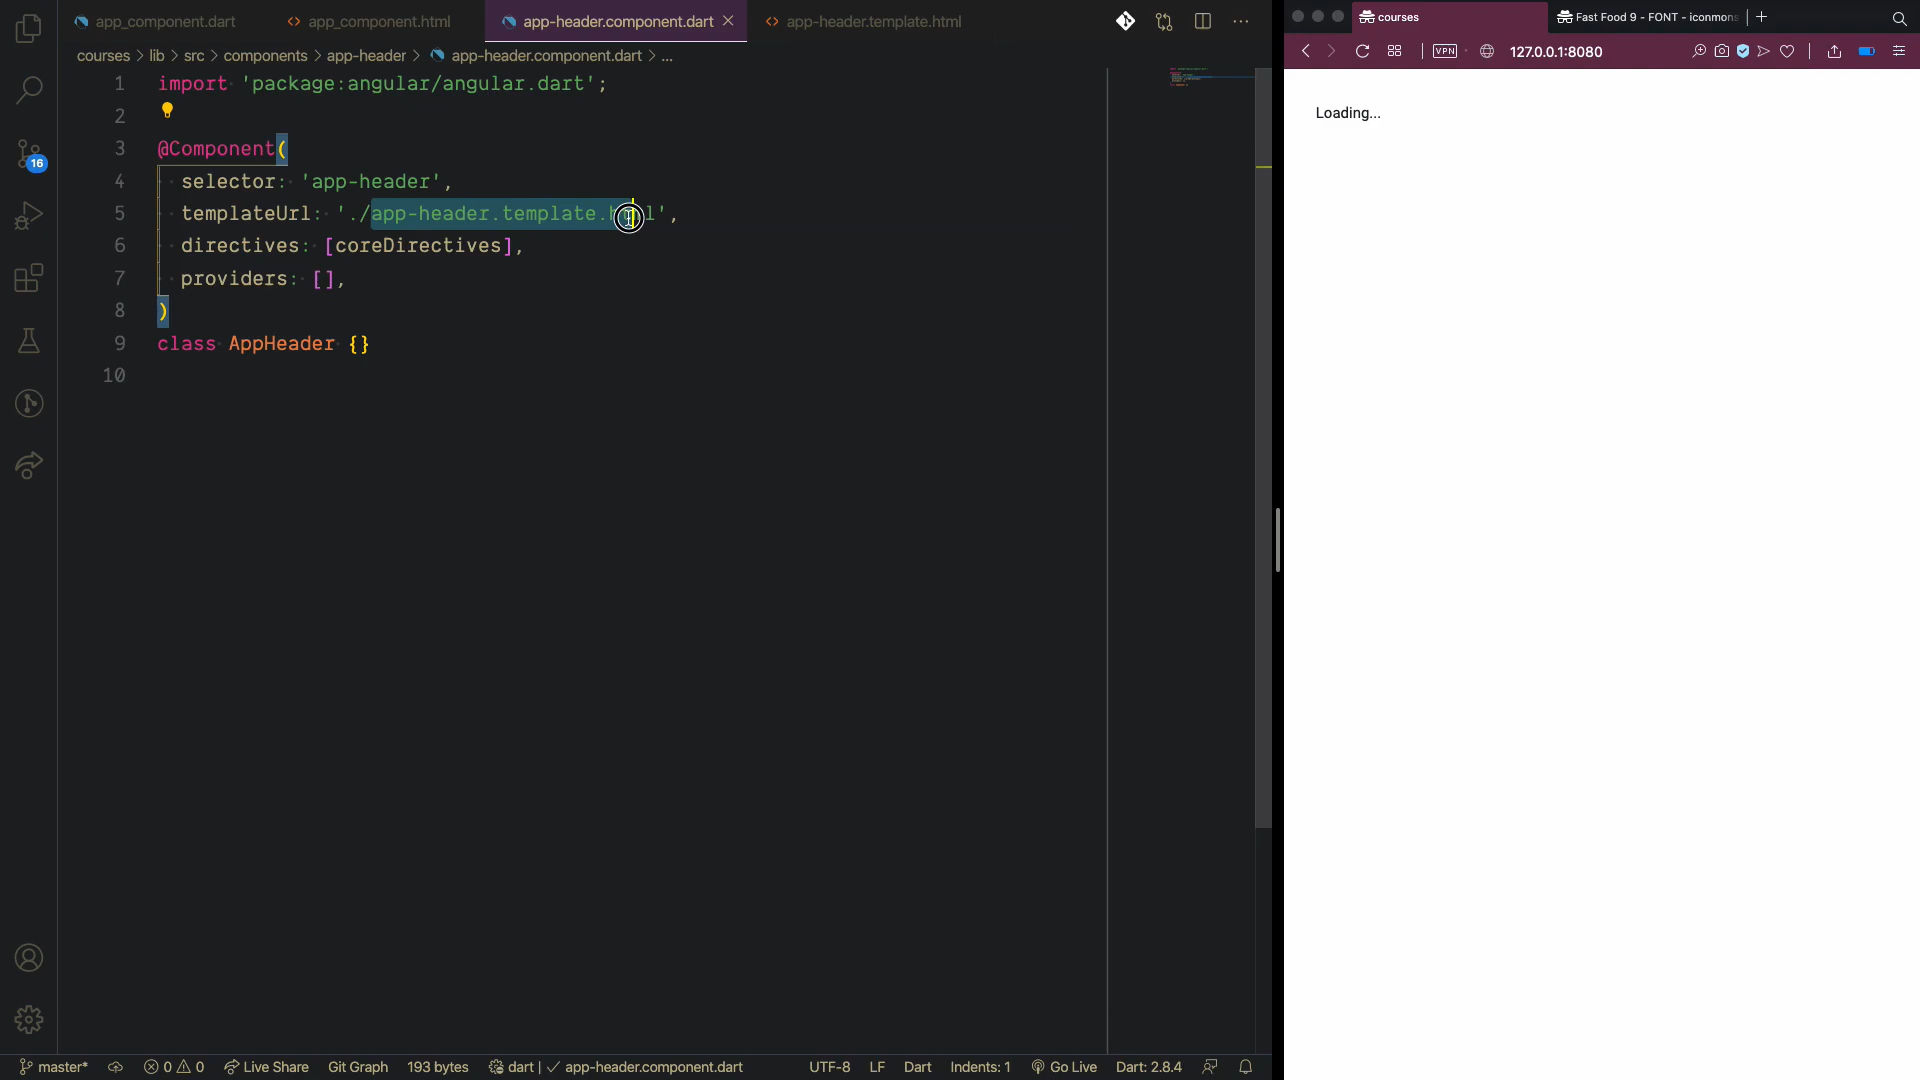 app_component.dart
<> app_component.html
app-header.component.dart
<> app-header.template.html
courses > lib > src > components > app-header > app-header.component.dart > ...
1 import 'package:angular/angular.dart';
2
3 @Component(
4 selector: 'app-header',
5 templateUrl: './app-header.template.html',
6 directives: [coreDirectives],
7 providers: [],
8 )
9 class AppHeader {}
10
16
master*
0 0
Live Share
Git Graph
193 bytes
dart | ✓ app-header.component.dart
UTF-8
LF
Dart
Indents: 1
Go Live
Dart: 2.8.4
courses
Fast Food 9 - FONT - iconmons
VPN
127.0.0.1:8080
Loading...